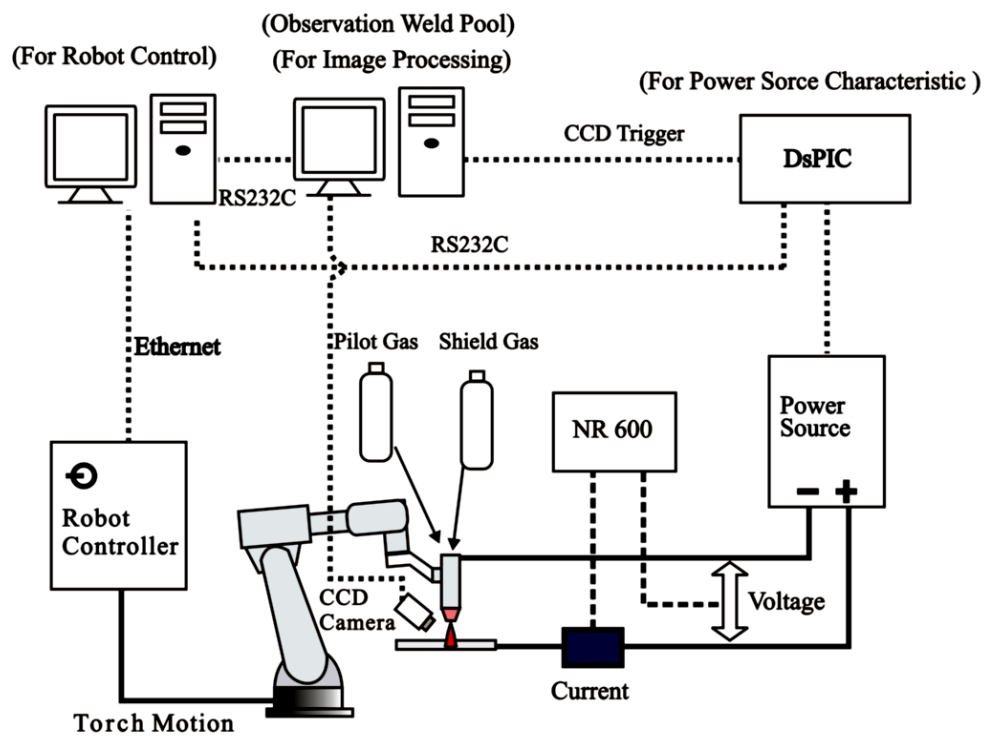 (Observation Weld Pool)
(For Robot Control)
(For Image Processing)
(For Power Sorce Characteristic )
CCD Trigger
DsPIC
RS232C
RS232C
Ethernet
Pilot Gas
Shield Gas
NR 600
Power
Source
Robot
Controller
CCD
Camera
Voltage
Current
Torch Motion